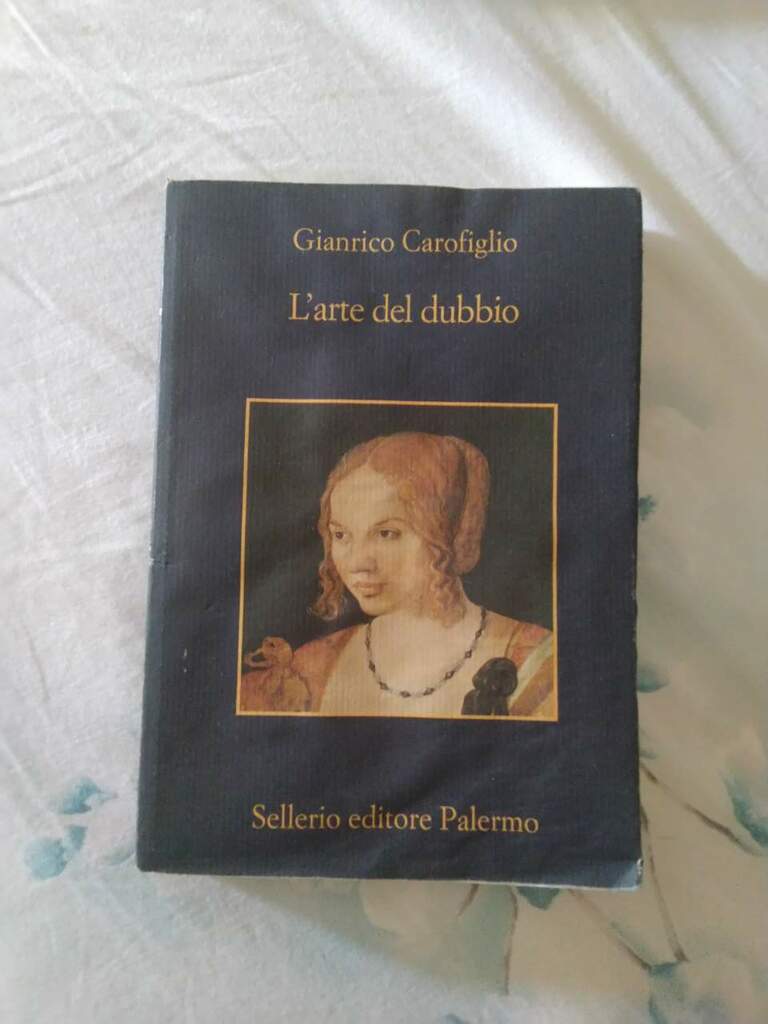 Gianrico Carofiglio
L'arte del dubbio
Sellerio editore Palermo